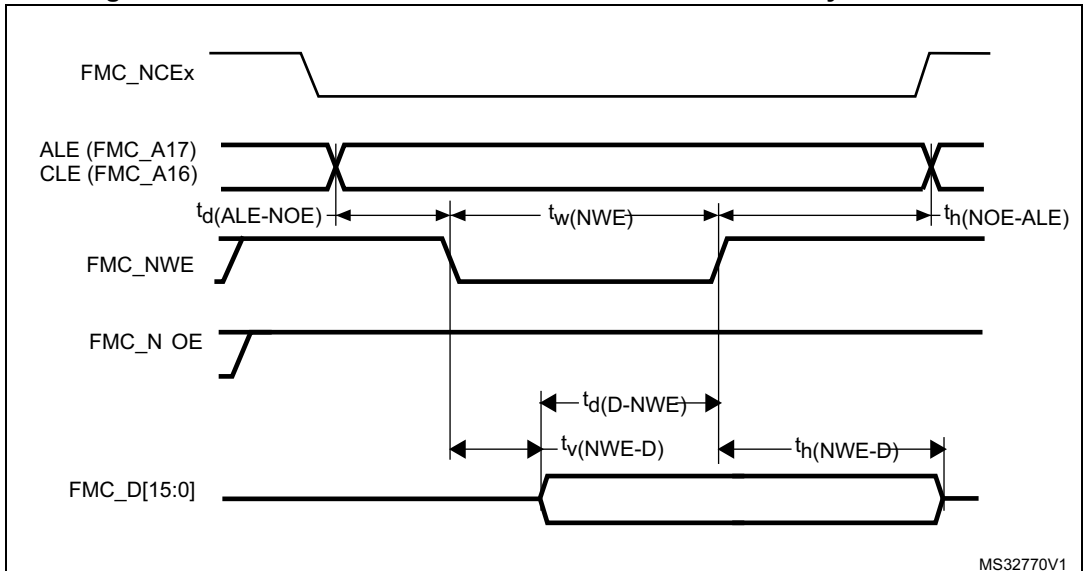 FMC_NCEx
ALE (FMC_A17)
CLE (FMC_A16)
td(ALE-NOE)
tw(NWE)
th(NOE-ALE)
FMC_NWE
FMC_N OE
td(D-NWE)
tv(NWE-D)
th(NWE-D)
FMC_D[15:0]
MS32770V1